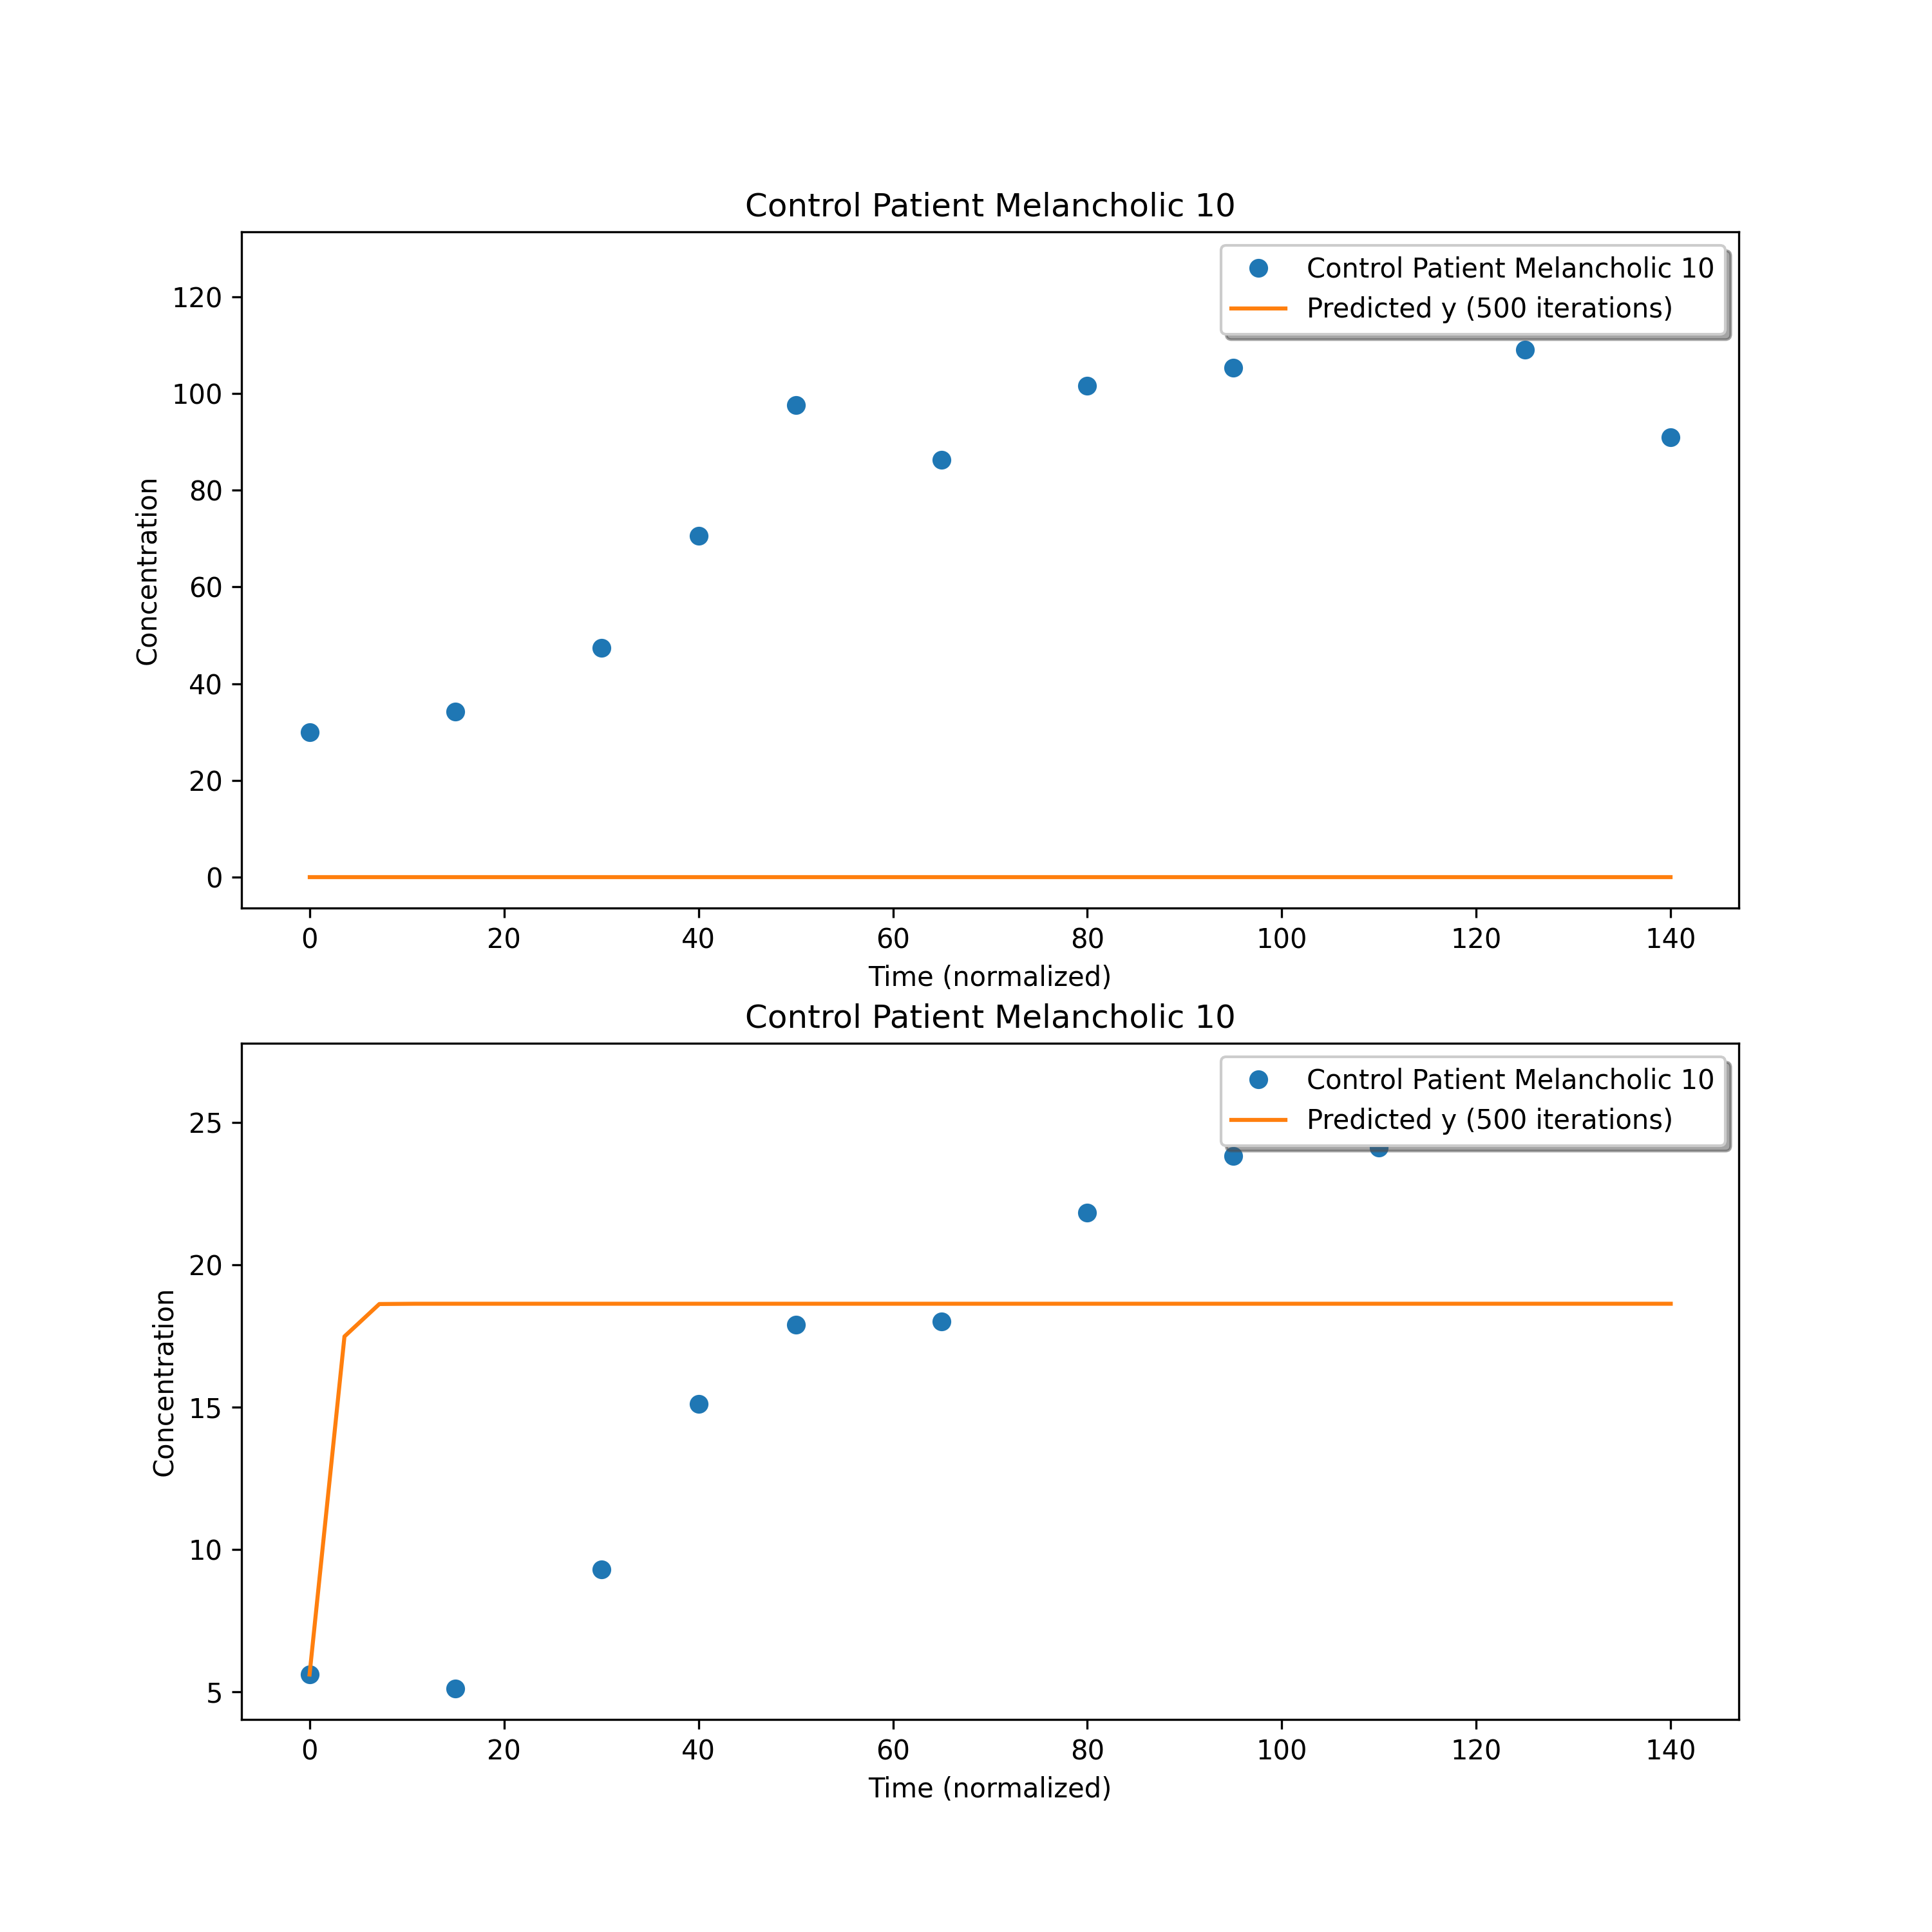 Control Patient Melancholic 10
Control Patient Melancholic 10
Predicted y (500 iterations)
120
100
80
60
40
20
0
Concentration
0 20 40 60 80 100 120 140
Time (normalized)
Control Patient Melancholic 10
Control Patient Melancholic 10
Predicted y (500 iterations)
25
20
15
10
5
Concentration
0 20 40 60 80 100 120 140
Time (normalized)